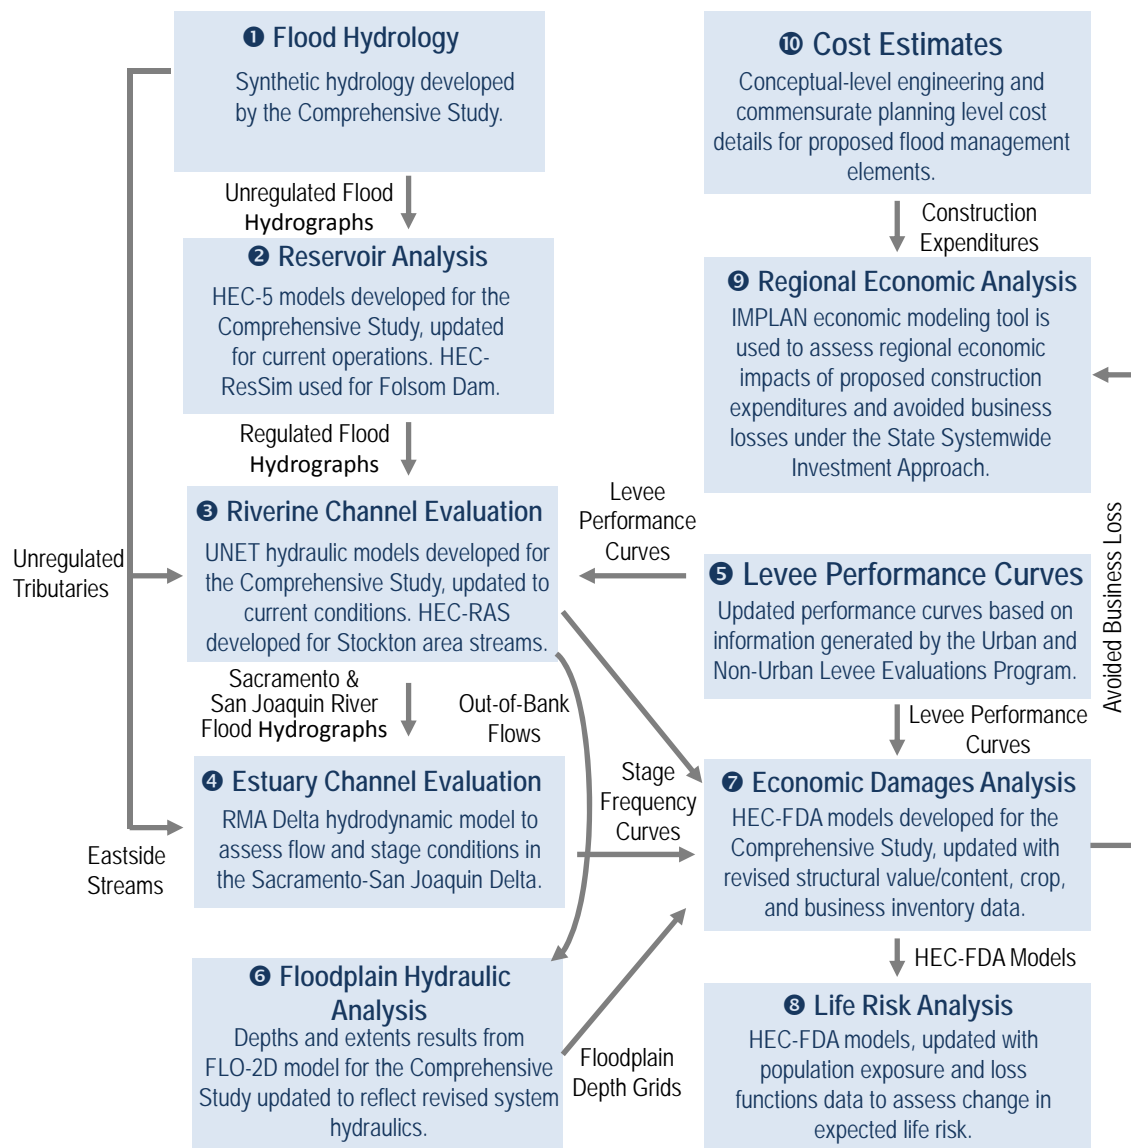 ❶ Flood Hydrology
Synthetic hydrology developed
by the Comprehensive Study.
Unregulated Flood
Hydrographs
❷ Reservoir Analysis
HEC-5 models developed for the
Comprehensive Study, updated
for current operations. HEC-
ResSim used for Folsom Dam.
Regulated Flood
Hydrographs
❸ Riverine Channel Evaluation
UNET hydraulic models developed for
the Comprehensive Study, updated to
current conditions. HEC-RAS
developed for Stockton area streams.
Unregulated
Tributaries
Sacramento &
San Joaquin River
Flood Hydrographs
Out-of-Bank
Flows
❹ Estuary Channel Evaluation
RMA Delta hydrodynamic model to
assess flow and stage conditions in
the Sacramento-San Joaquin Delta.
Eastside
Streams
❻ Floodplain Hydraulic
Analysis
Depths and extents results from
FLO-2D model for the Comprehensive
Study updated to reflect revised system
hydraulics.
Floodplain
Depth Grids
Stage
Frequency
Curves
Levee
Performance
Curves
❿ Cost Estimates
Conceptual-level engineering and
commensurate planning level cost
details for proposed flood management
elements.
Construction
Expenditures
❾ Regional Economic Analysis
IMPLAN economic modeling tool is
used to assess regional economic
impacts of proposed construction
expenditures and avoided business
losses under the State Systemwide
Investment Approach.
❺ Levee Performance Curves
Updated performance curves based on
information generated by the Urban and
Non-Urban Levee Evaluations Program.
Levee Performance
Curves
Avoided Business Loss
❼ Economic Damages Analysis
HEC-FDA models developed for the
Comprehensive Study, updated with
revised structural value/content, crop,
and business inventory data.
HEC-FDA Models
❽ Life Risk Analysis
HEC-FDA models, updated with
population exposure and loss
functions data to assess change in
expected life risk.